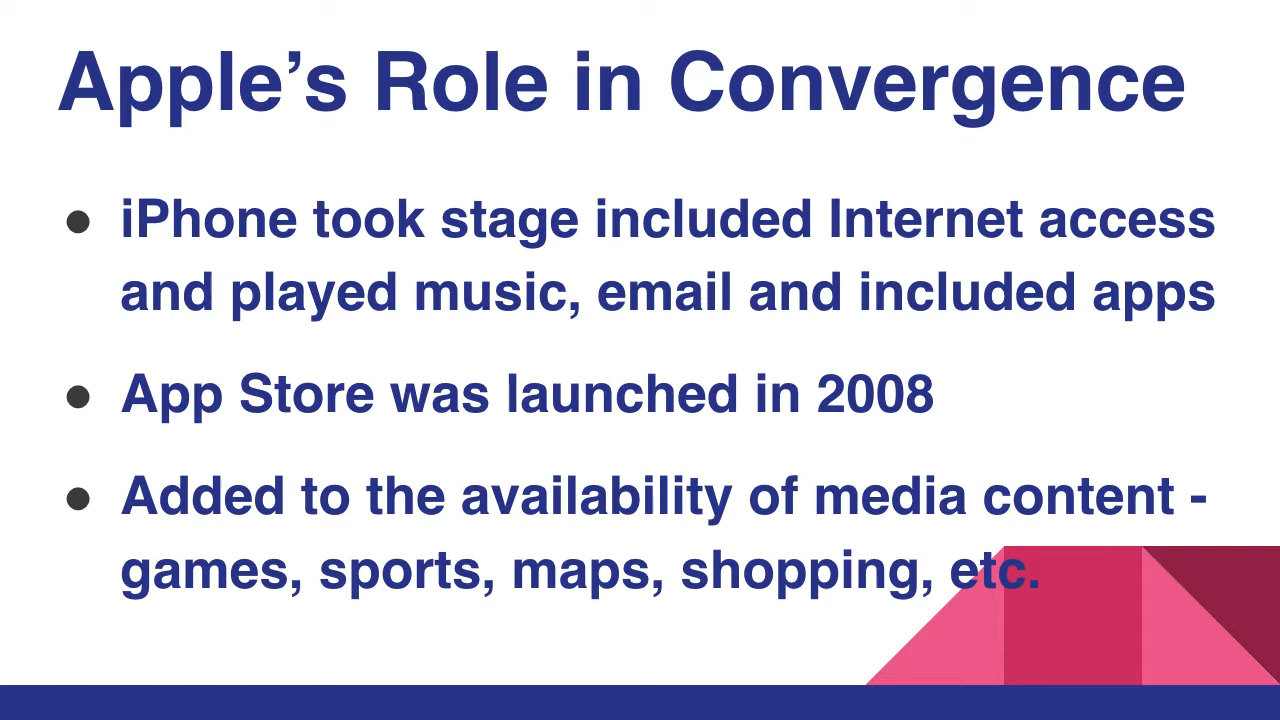 Apple’s Role in Convergence
● iPhone took stage included Internet access
and played music, email and included apps
● App Store was launched in 2008
● Added to the availability of media content -
games, sports, maps, shopping, etc.